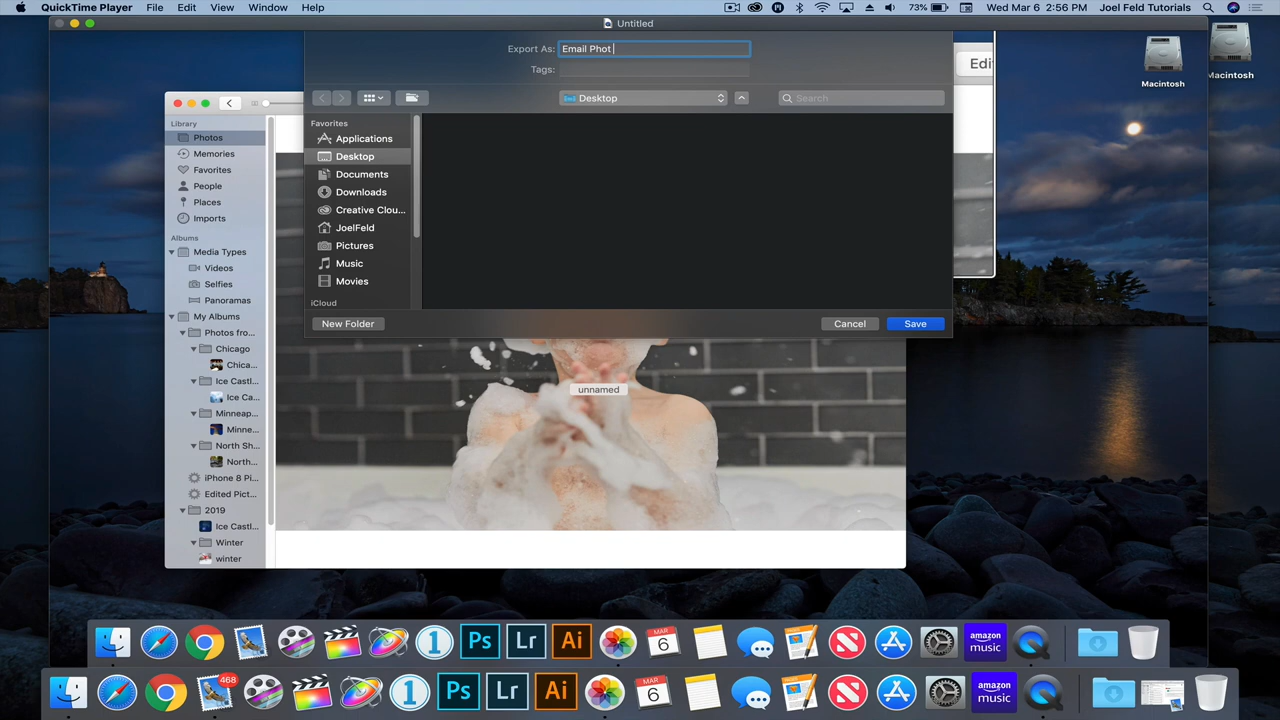 QuickTime Player File Edit View Window Help 73% Wed Mar 6 2:56 PM Joel Feld Tutorials
Untitled
Export As: Email Phot
Tags:
Edi
Macintosh
Macintosh
Desktop
Search
Library
Photos
Memories
Favorites
People
Places
Imports
Albums
Media Types
Videos
Selfies
Panoramas
My Albums
Photos fro...
Chicago
Chica...
Ice Castl...
Ice Ca...
Minneap...
Minne...
North Sh...
North...
iPhone 8 Pi...
Edited Pict...
2019
Ice Castl...
Winter
winter
Favorites
Applications
Desktop
Documents
Downloads
Creative Clou...
JoelFeld
Pictures
Music
Movies
iCloud
New Folder Cancel Save
unnamed
1 Ps Lr Ai MAR 6 amazon music
468 1 Ps Lr Ai MAR 6 amazon music